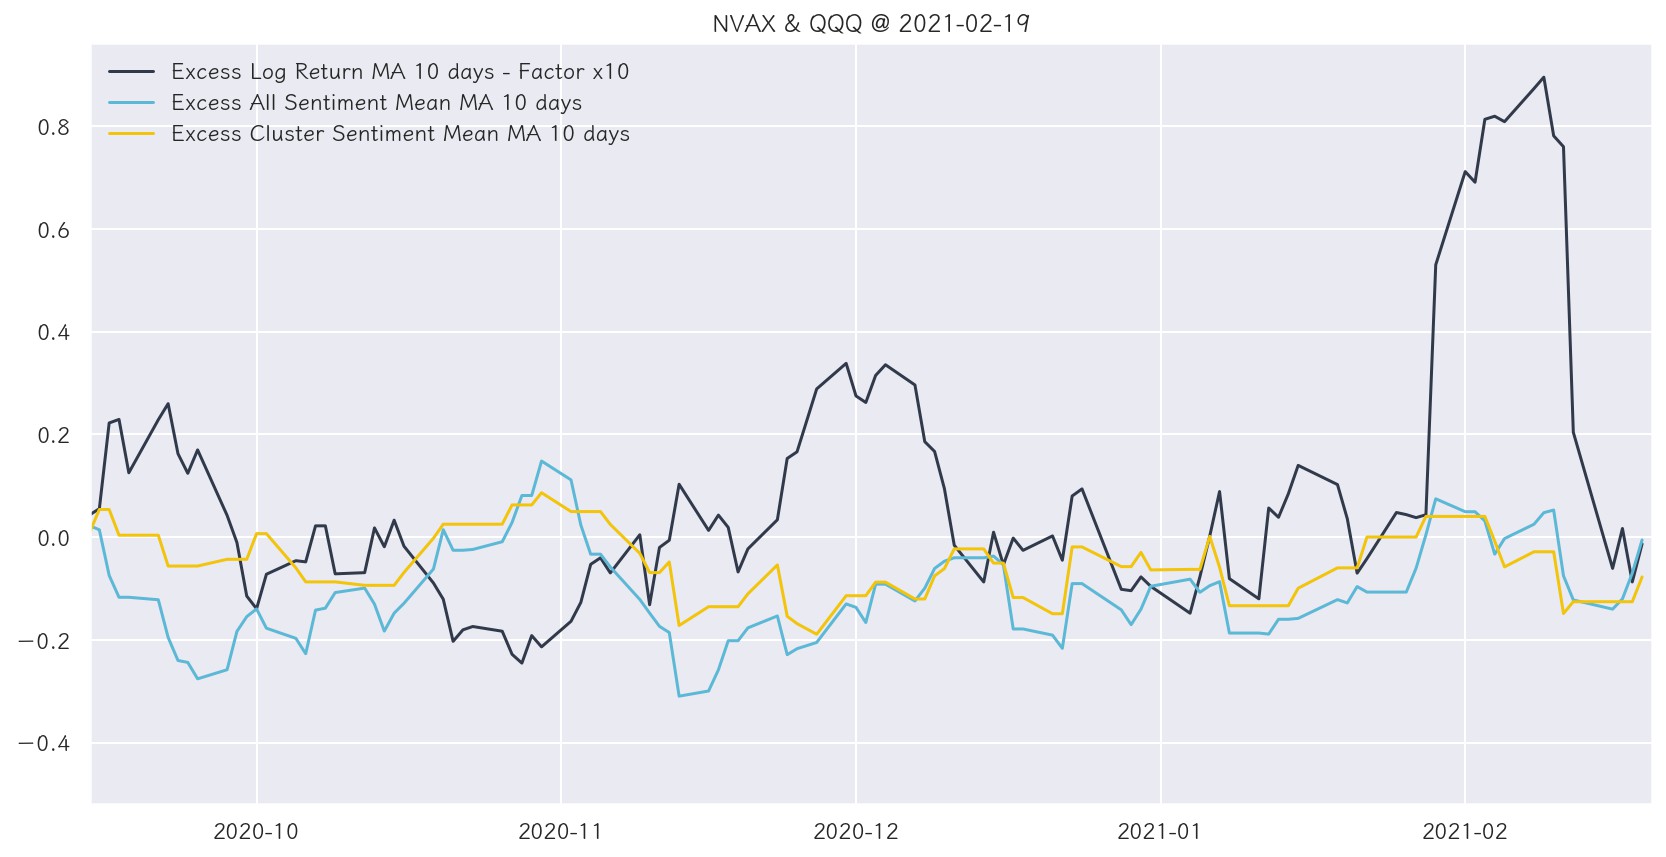 NVAX & QQQ @ 2021-02-19
Excess Log Return MA 10 days - Factor x10
Excess All Sentiment Mean MA 10 days
Excess Cluster Sentiment Mean MA 10 days
0.8
0.6
0.4
0.2
0.0
−0.2
−0.4
2020-10 2020-11 2020-12 2021-01 2021-02